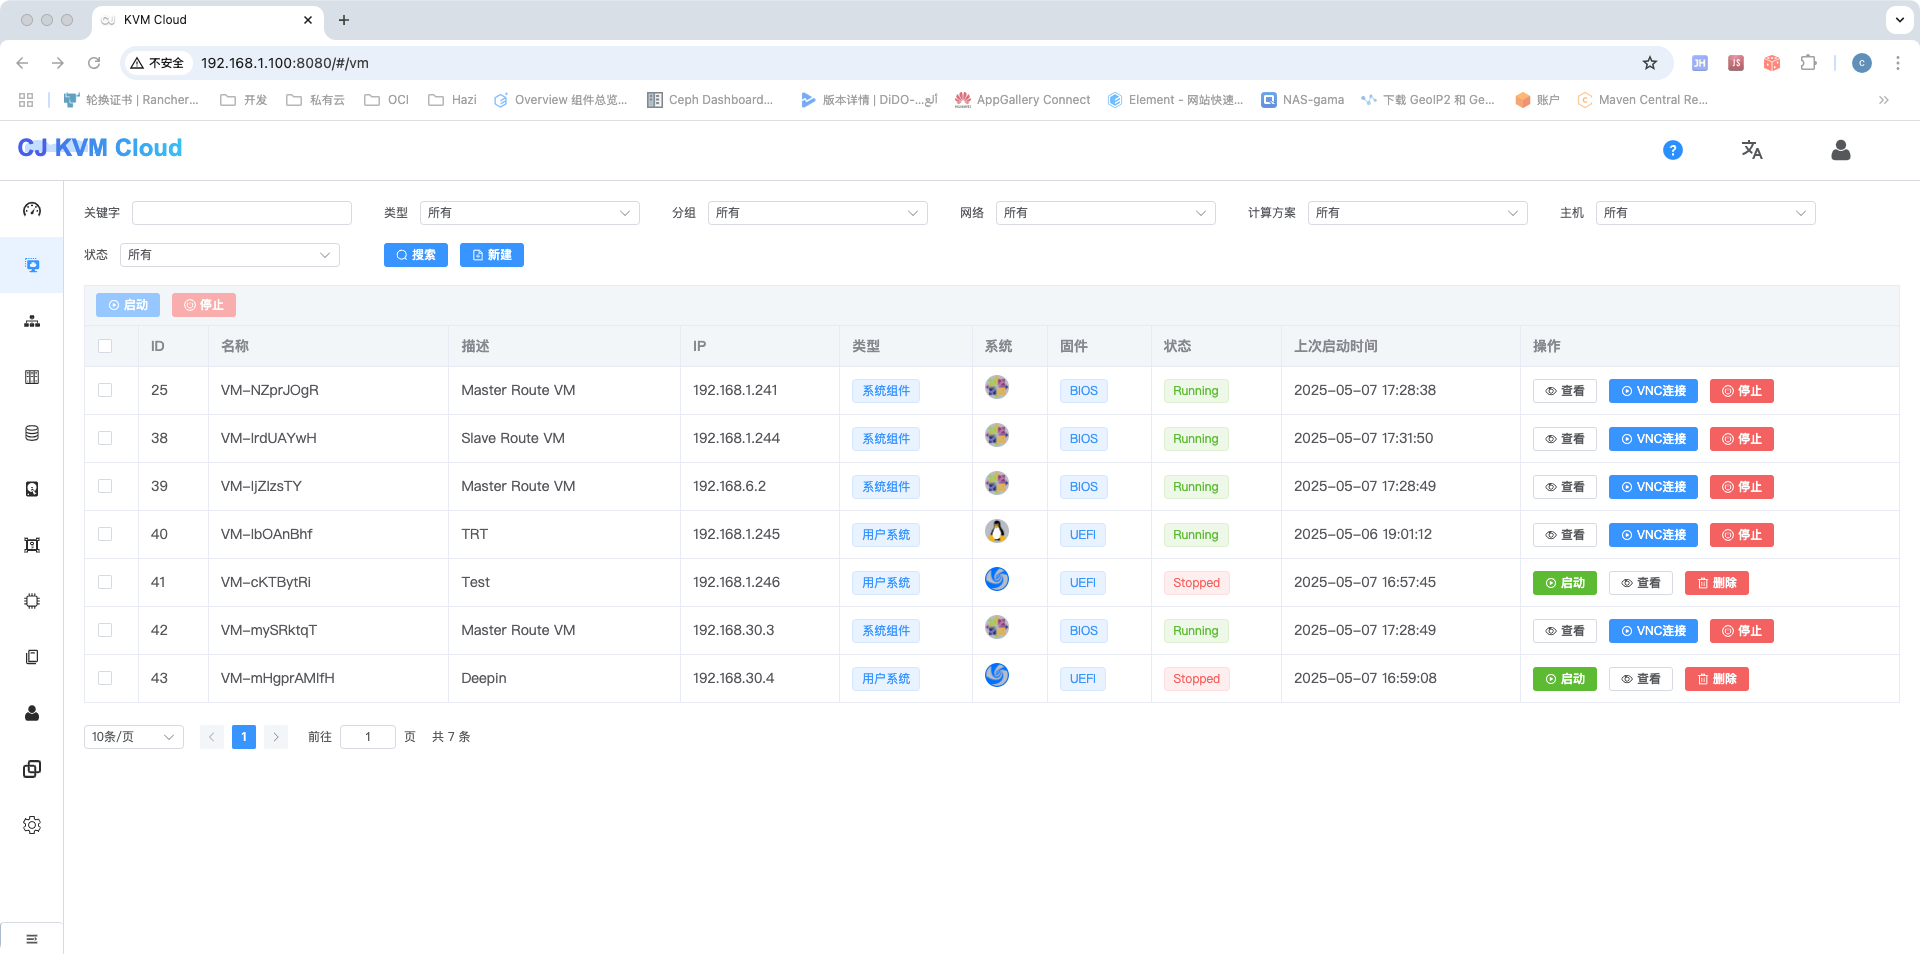 KVM Cloud
不安全 192.168.1.100:8080/#/vm
JH JS C
轮换证书 | Rancher... 开发 私有云 OCI Hazi Overview 组件总览... Ceph Dashboard... 版本详情 | DiDO-... AppGallery Connect Element - 网站快速... NAS-gama 下载 GeoIP2 和 Ge... 账户 Maven Central Re...
CJ KVM Cloud
关键字 类型 所有 分组 所有 网络 所有 计算方案 所有 主机 所有
状态 所有 搜索 新建
启动 停止
ID 名称 描述 IP 类型 系统 固件 状态 上次启动时间 操作
25 VM-NZprJOgR Master Route VM 192.168.1.241 系统组件 BIOS Running 2025-05-07 17:28:38 查看 VNC连接 停止
38 VM-IrdUAYwH Slave Route VM 192.168.1.244 系统组件 BIOS Running 2025-05-07 17:31:50 查看 VNC连接 停止
39 VM-IjZIzsTY Master Route VM 192.168.6.2 系统组件 BIOS Running 2025-05-07 17:28:49 查看 VNC连接 停止
40 VM-IbOAnBhf TRT 192.168.1.245 用户系统 UEFI Running 2025-05-06 19:01:12 查看 VNC连接 停止
41 VM-cKTBytRi Test 192.168.1.246 用户系统 UEFI Stopped 2025-05-07 16:57:45 启动 查看 删除
42 VM-mySRktqT Master Route VM 192.168.30.3 系统组件 BIOS Running 2025-05-07 17:28:49 查看 VNC连接 停止
43 VM-mHgprAMIfH Deepin 192.168.30.4 用户系统 UEFI Stopped 2025-05-07 16:59:08 启动 查看 删除
10条/页 1 前往 1 页 共 7 条